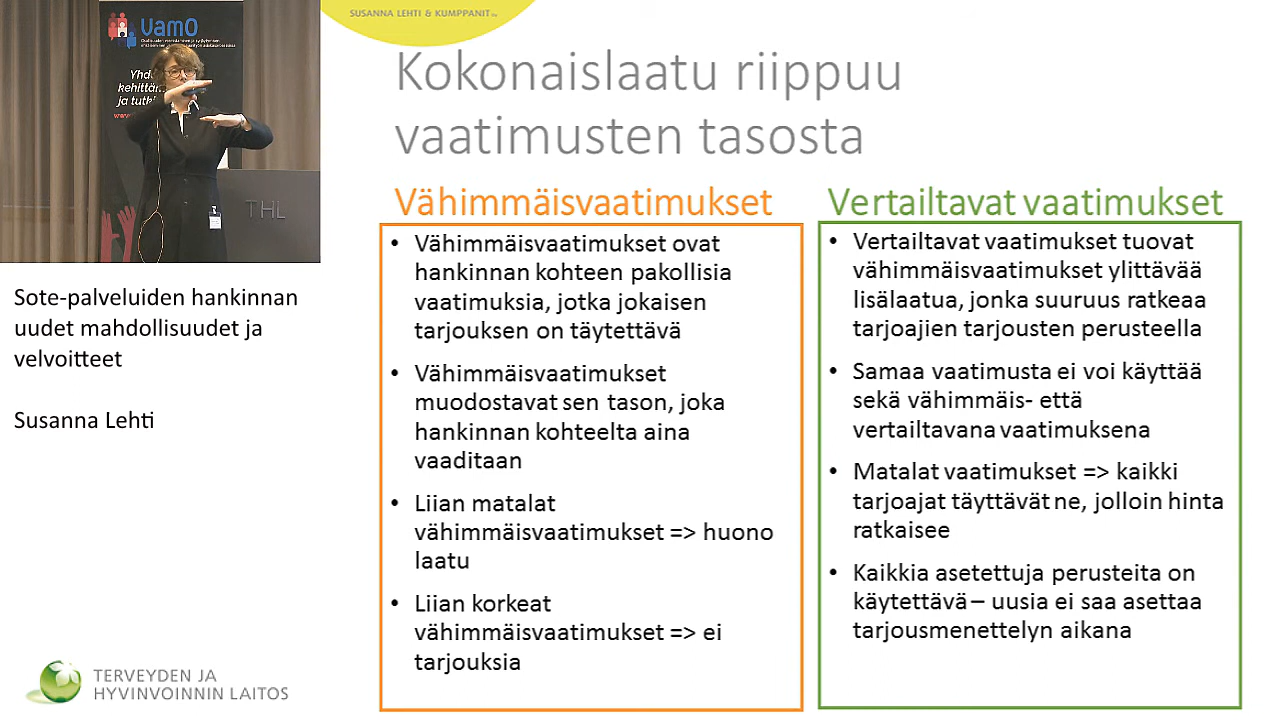 SUSANNA LEHTI & KUMPPANIT
VamO
Yhd
kehittä
ja tutki
www
THL
Kokonaislaatu riippuu
vaatimusten tasosta
Vähimmäisvaatimukset
• Vähimmäisvaatimukset ovat
hankinnan kohteen pakollisia
vaatimuksia, jotka jokaisen
tarjouksen on täytettävä
• Vähimmäisvaatimukset
muodostavat sen tason, joka
hankinnan kohteelta aina
vaaditaan
• Liian matalat
vähimmäisvaatimukset => huono
laatu
• Liian korkeat
vähimmäisvaatimukset => ei
tarjouksia
Vertailtavat vaatimukset
• Vertailtavat vaatimukset tuovat
vähimmäisvaatimukset ylittävää
lisälaatua, jonka suuruus ratkeaa
tarjoajien tarjousten perusteella
• Samaa vaatimusta ei voi käyttää
sekä vähimmäis- että
vertailtavana vaatimuksena
• Matalat vaatimukset => kaikki
tarjoajat täyttävät ne, jolloin hinta
ratkaisee
• Kaikkia asetettuja perusteita on
käytettävä – uusia ei saa asettaa
tarjousmenettelyn aikana
Sote-palveluiden hankinnan
uudet mahdollisuudet ja
velvoitteet
Susanna Lehti
TERVEYDEN JA
HYVINVOINNIN LAITOS